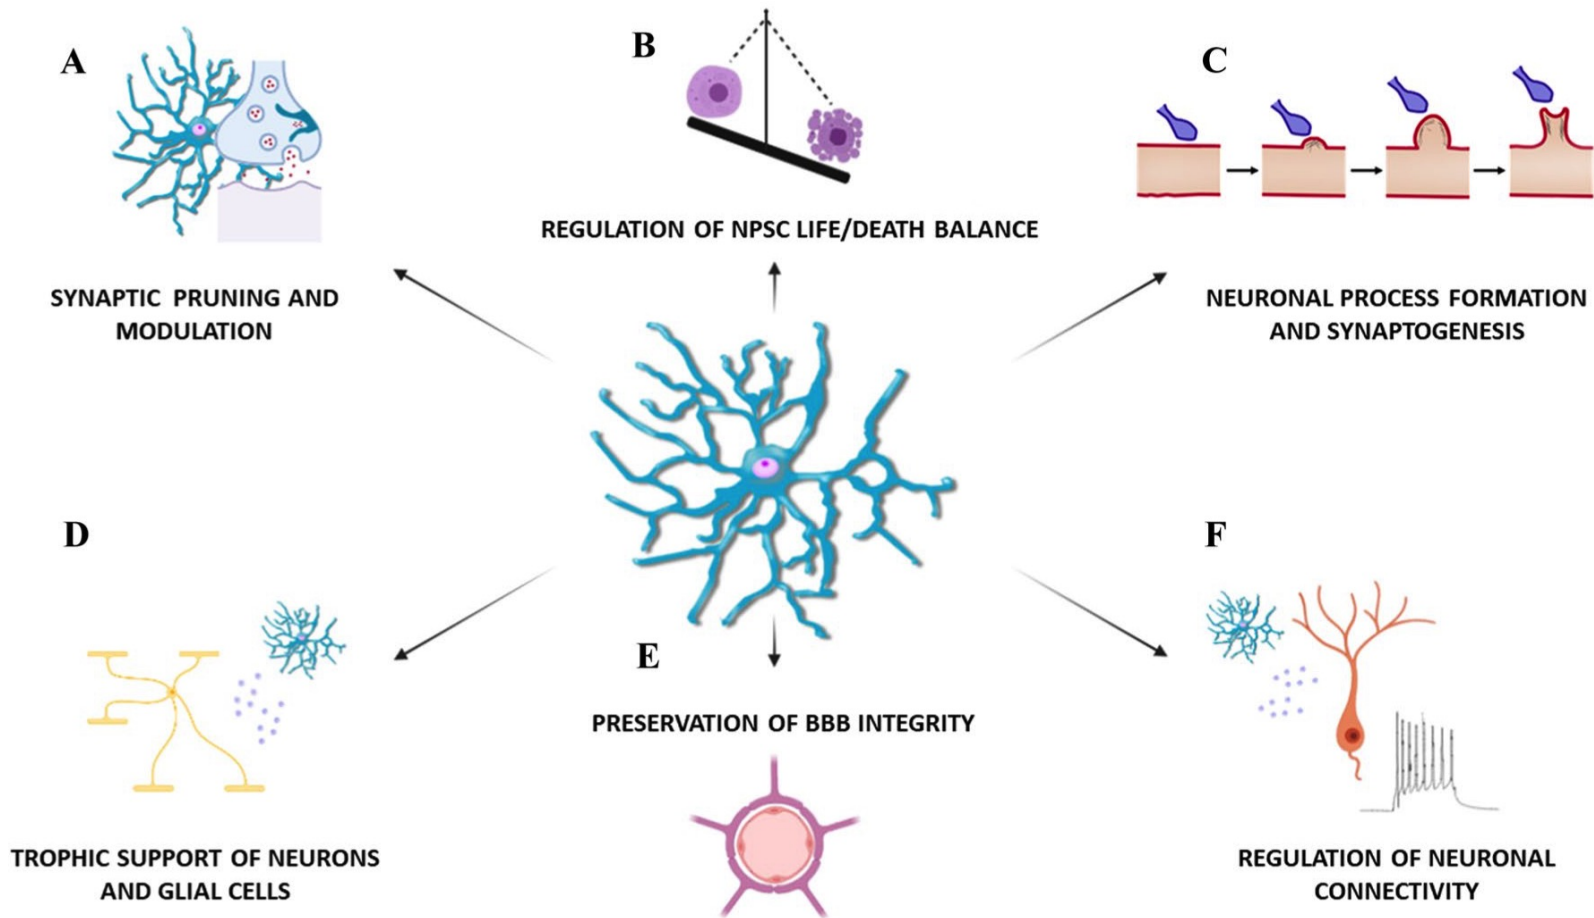 A
B
C
REGULATION OF NPSC LIFE/DEATH BALANCE
SYNAPTIC PRUNING AND
MODULATION
NEURONAL PROCESS FORMATION
AND SYNAPTOGENESIS
D
E
F
PRESERVATION OF BBB INTEGRITY
TROPHIC SUPPORT OF NEURONS
AND GLIAL CELLS
REGULATION OF NEURONAL
CONNECTIVITY